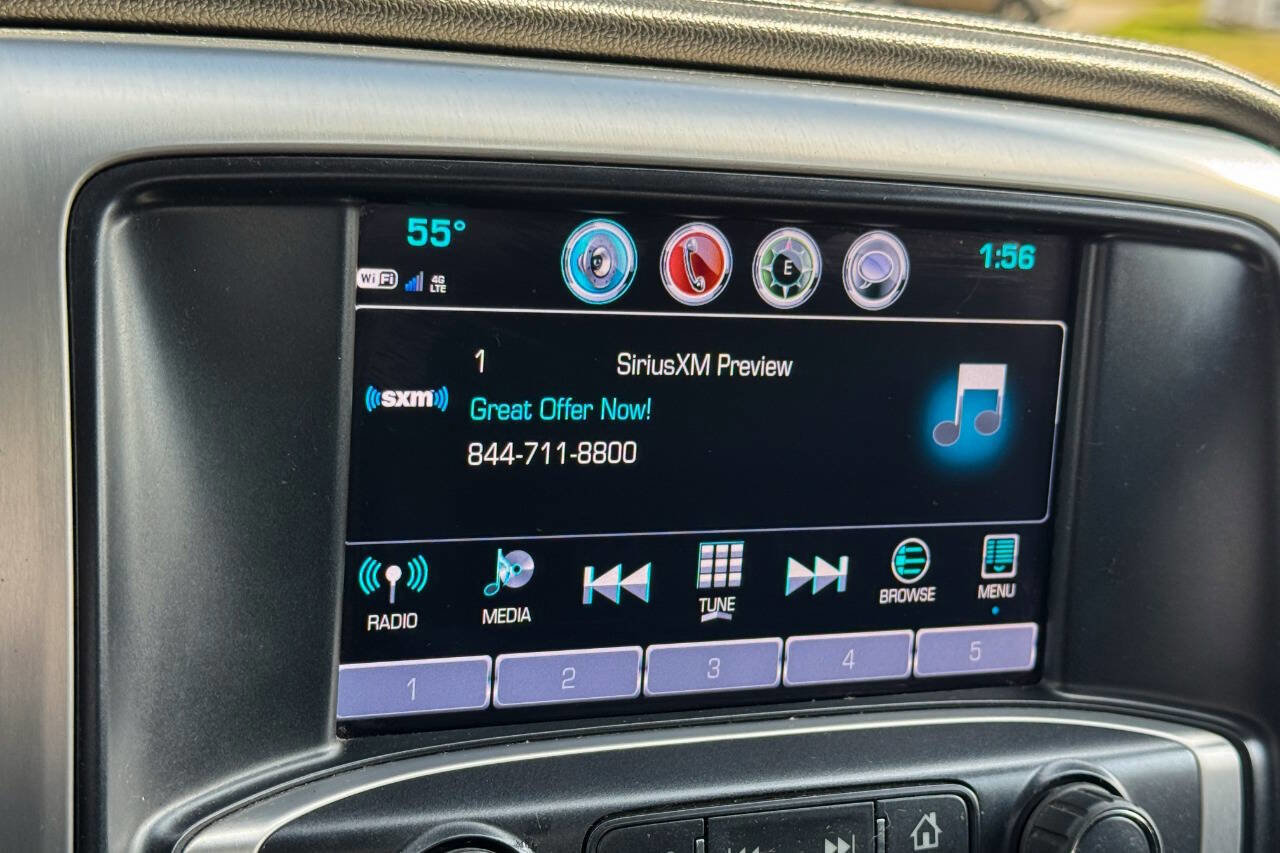 55°
1:56
WiFi
4G
LTE
E
1
SiriusXM Preview
((sxm))
Great Offer Now!
844-711-8800
RADIO
MEDIA
TUNE
BROWSE
MENU
1
2
3
4
5